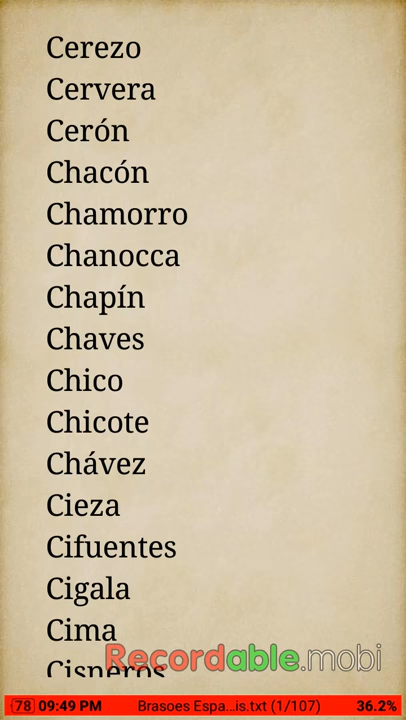 Cerezo
Cervera
Cerón
Chacón
Chamorro
Chanocca
Chapín
Chaves
Chico
Chicote
Chávez
Cieza
Cifuentes
Cigala
Cima
Recordable.mobi
Cisneros
78 09:49 PM Brasoes Espa...is.txt (1/107) 36.2%